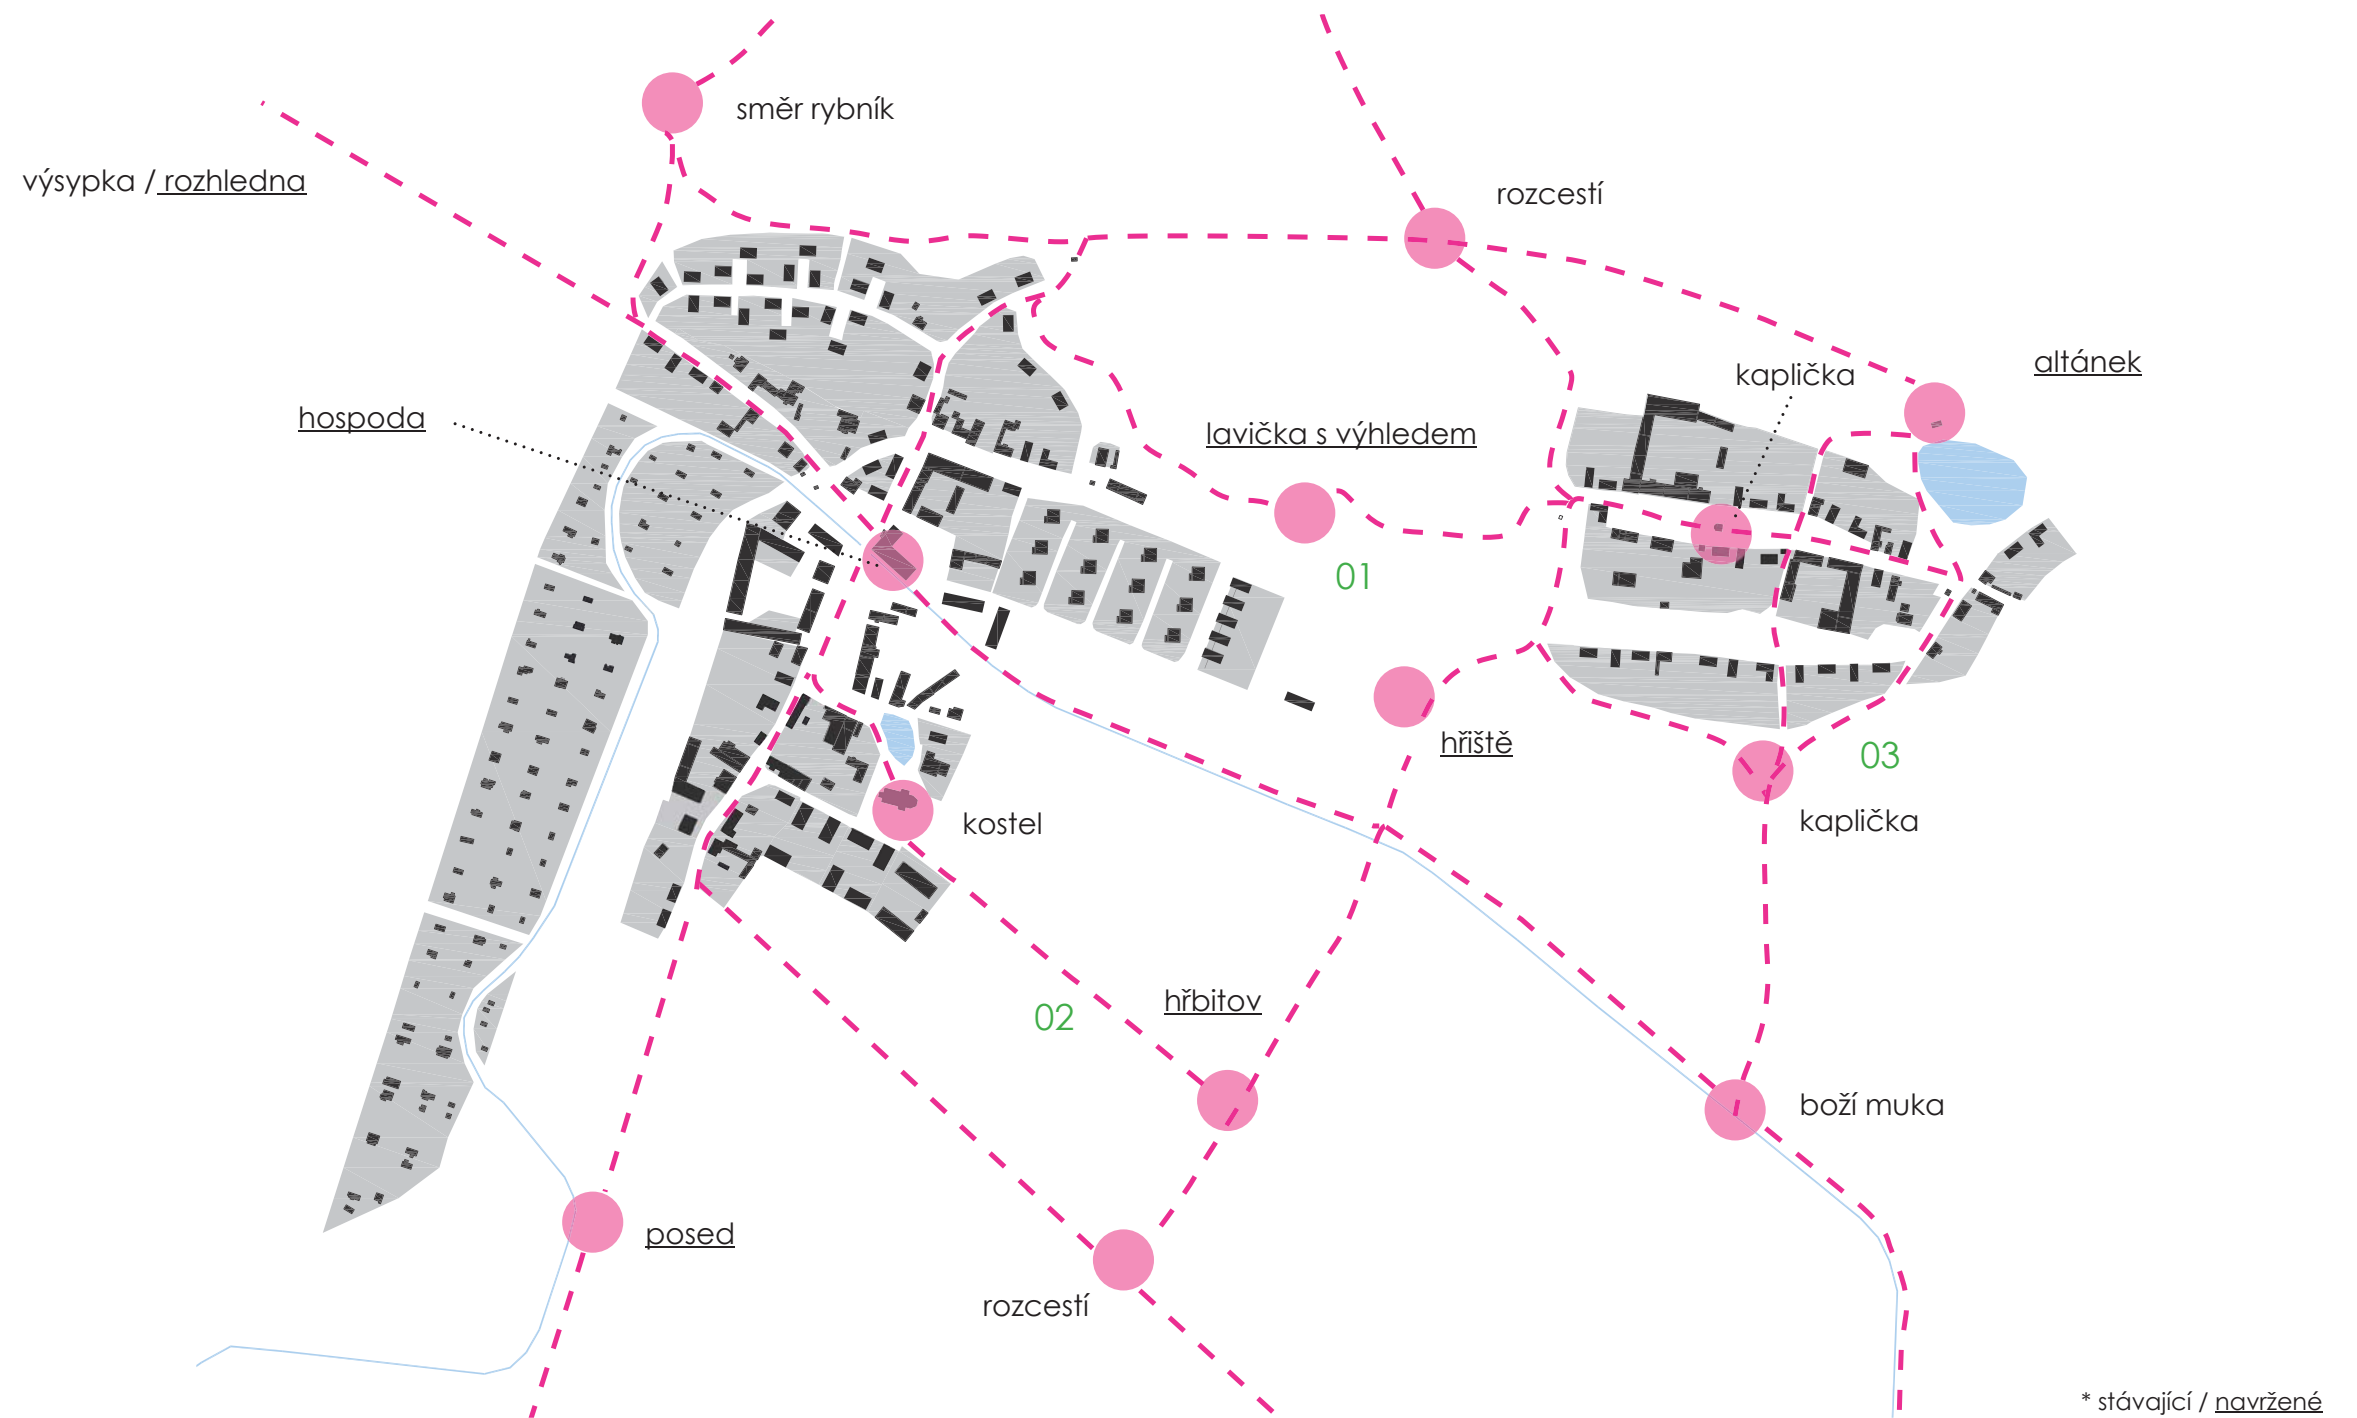 směr rybník
výsypka / rozhledna
rozcestí
altánek
kaplička
hospoda
lavička s výhledem
01
hřiště
03
kaplička
kostel
hřbitov
02
boží muka
posed
rozcestí
* stávající / navržené